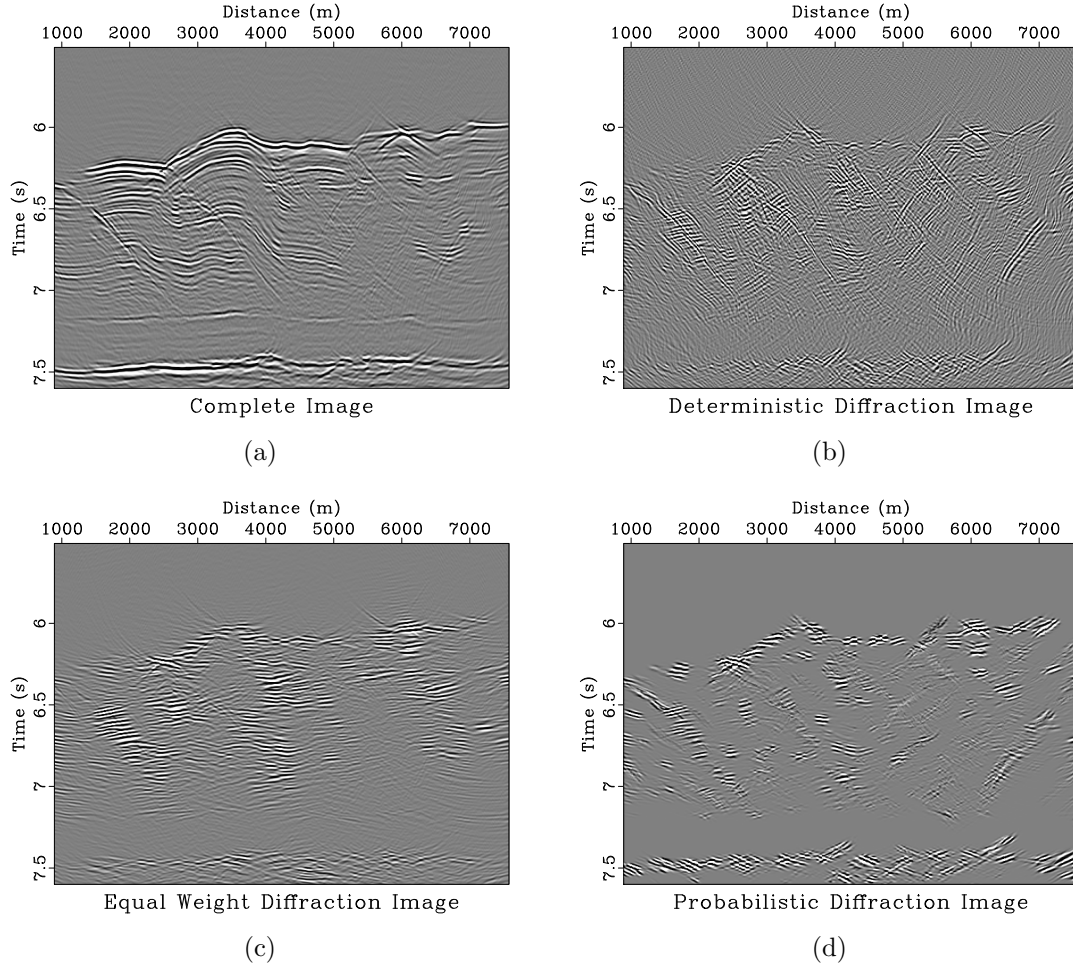 Distance (m)
1000 2000 3000 4000 5000 6000 7000
Time (s)
6
6.5
7
7.5
Complete Image
(a)
Distance (m)
1000 2000 3000 4000 5000 6000 7000
Time (s)
6
6.5
7
7.5
Deterministic Diffraction Image
(b)
Distance (m)
1000 2000 3000 4000 5000 6000 7000
Time (s)
6
6.5
7
7.5
Equal Weight Diffraction Image
(c)
Distance (m)
1000 2000 3000 4000 5000 6000 7000
Time (s)
6
6.5
7
7.5
Probabilistic Diffraction Image
(d)